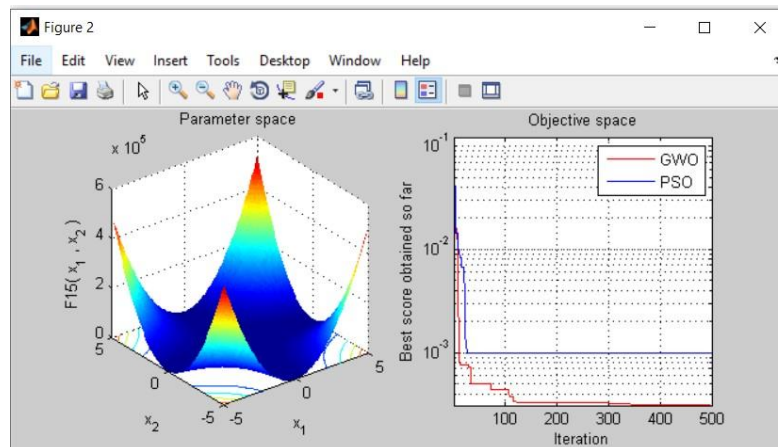 Figure 2
File Edit View Insert Tools Desktop Window Help
Parameter space
x 10^5
6
4
2
0
F15( x_1 , x_2 )
5
0
-5
x_2
-5
0
5
x_1
Objective space
10^-1
10^-2
10^-3
Best score obtained so far
GWO
PSO
100 200 300 400 500
Iteration